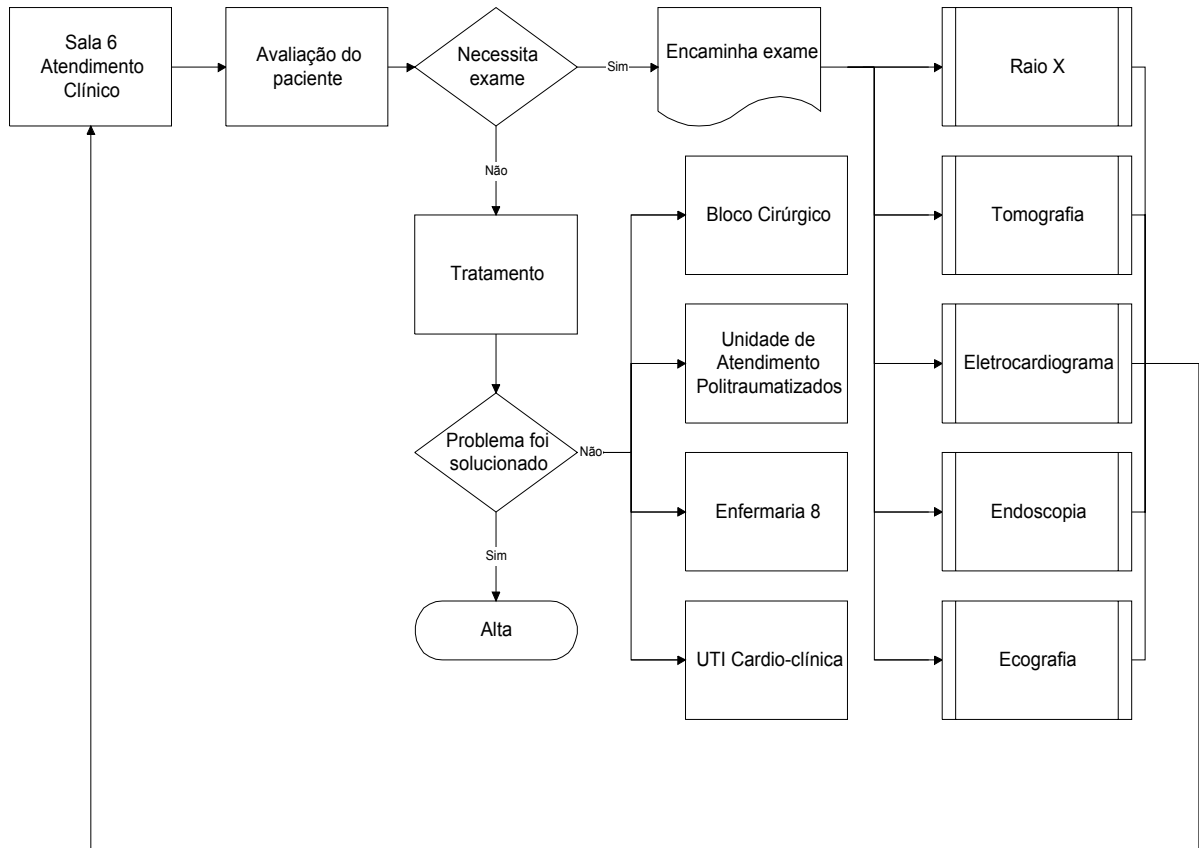 Sala 6
Atendimento
Clínico
Avaliação do
paciente
Necessita
exame
Sim
Encaminha exame
Raio X
Não
Bloco Cirúrgico
Tomografia
Tratamento
Unidade de
Atendimento
Politraumatizados
Eletrocardiograma
Problema foi
solucionado
Não
Enfermaria 8
Endoscopia
Sim
Alta
UTI Cardio-clínica
Ecografia